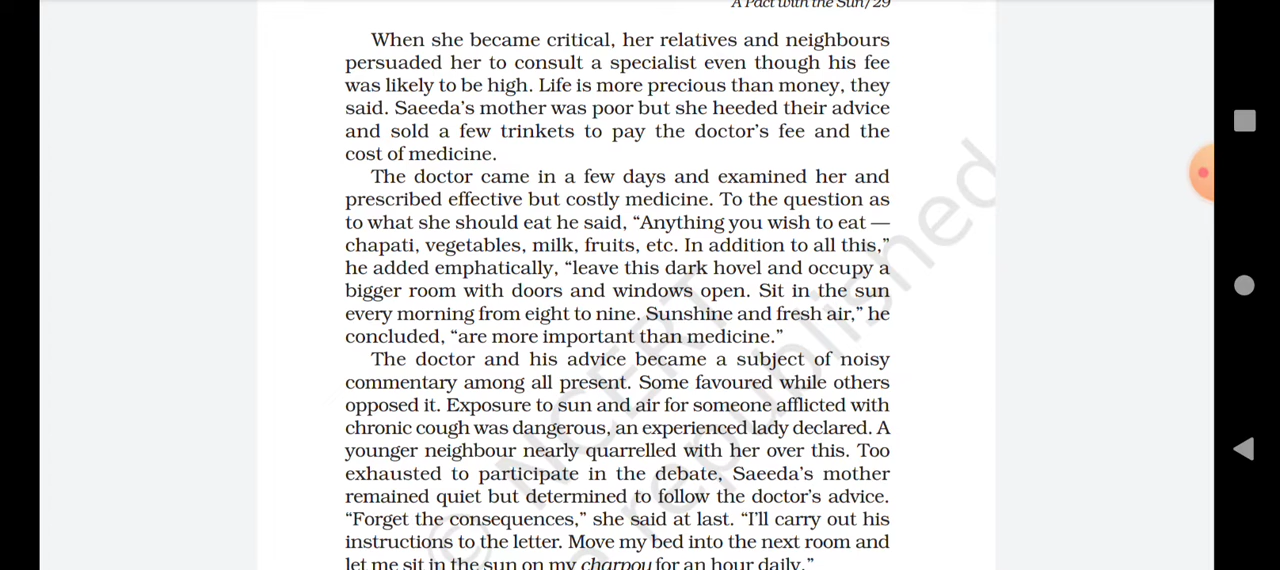 A Pact with the Sun/29
When she became critical, her relatives and neighbours
persuaded her to consult a specialist even though his fee
was likely to be high. Life is more precious than money, they
said. Saeeda's mother was poor but she heeded their advice
and sold a few trinkets to pay the doctor's fee and the
cost of medicine.
The doctor came in a few days and examined her and
prescribed effective but costly medicine. To the question as
to what she should eat he said, “Anything you wish to eat —
chapati, vegetables, milk, fruits, etc. In addition to all this,”
he added emphatically, “leave this dark hovel and occupy a
bigger room with doors and windows open. Sit in the sun
every morning from eight to nine. Sunshine and fresh air,” he
concluded, “are more important than medicine.”
The doctor and his advice became a subject of noisy
commentary among all present. Some favoured while others
opposed it. Exposure to sun and air for someone afflicted with
chronic cough was dangerous, an experienced lady declared. A
younger neighbour nearly quarrelled with her over this. Too
exhausted to participate in the debate, Saeeda's mother
remained quiet but determined to follow the doctor's advice.
“Forget the consequences,” she said at last. “I'll carry out his
instructions to the letter. Move my bed into the next room and
let me sit in the sun on my charpoy for an hour daily.”
© NCERT
republished